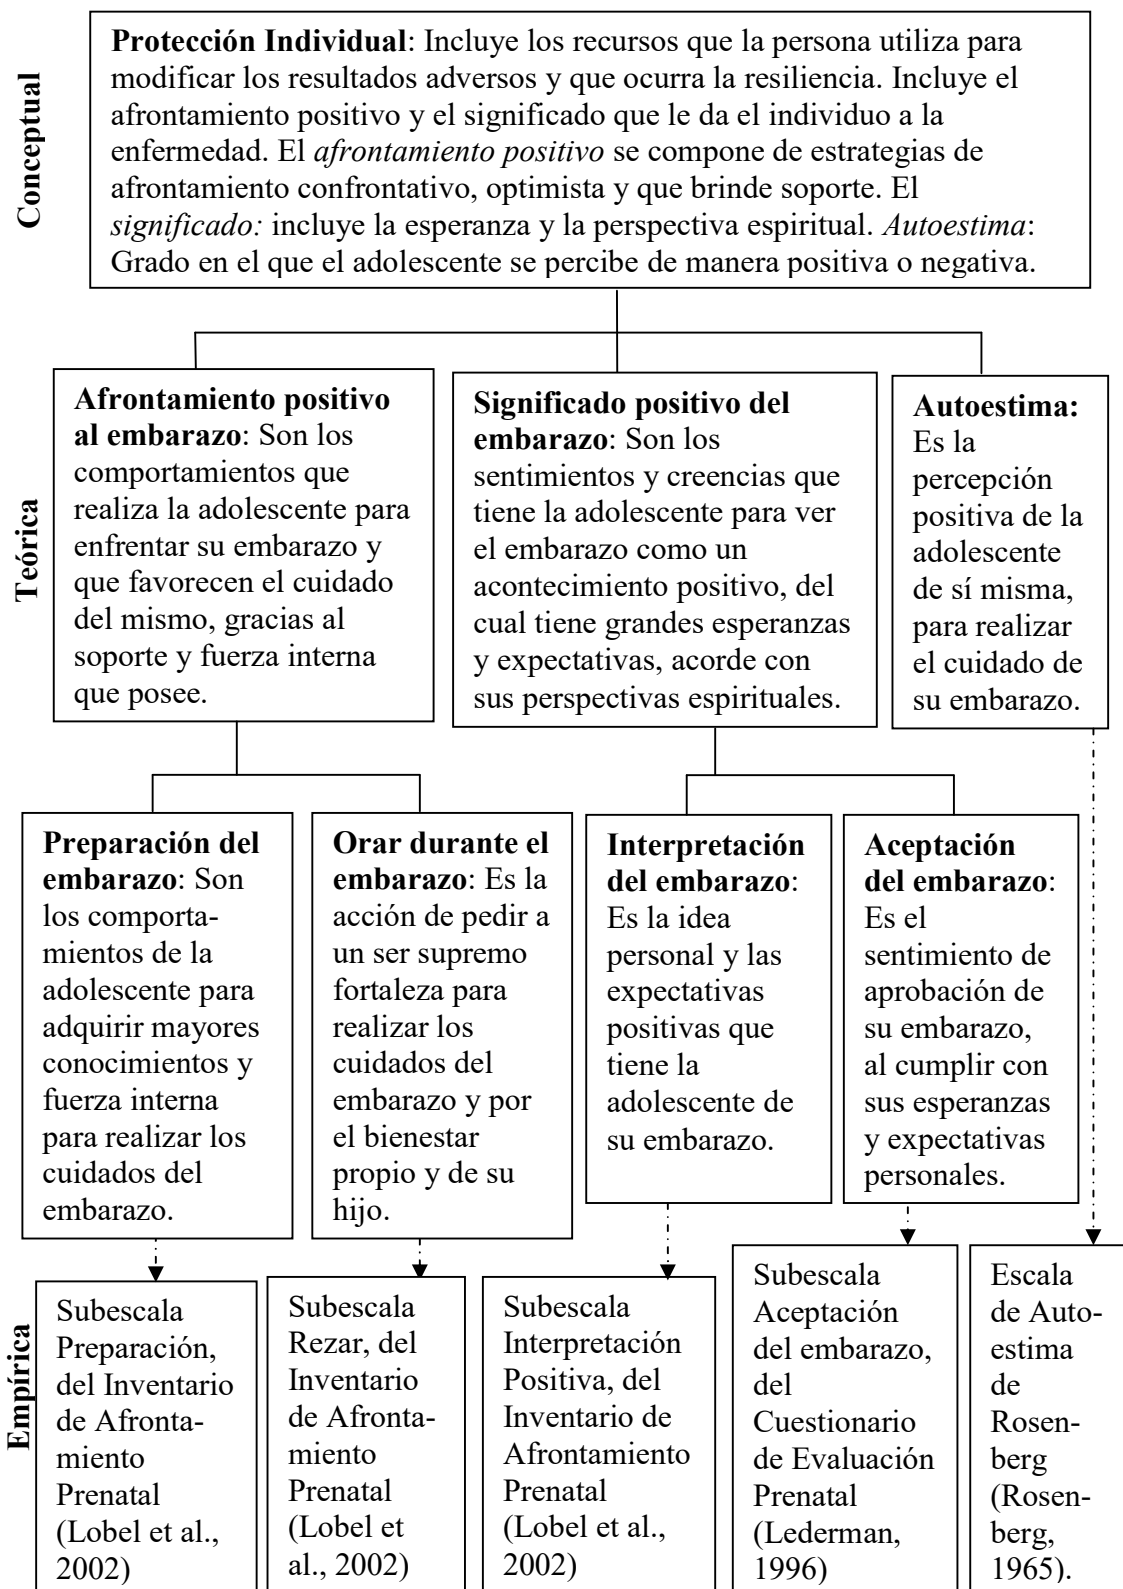 Conceptual
Protección Individual: Incluye los recursos que la persona utiliza para
modificar los resultados adversos y que ocurra la resiliencia. Incluye el
afrontamiento positivo y el significado que le da el individuo a la
enfermedad. El afrontamiento positivo se compone de estrategias de
afrontamiento confrontativo, optimista y que brinde soporte. El
significado: incluye la esperanza y la perspectiva espiritual. Autoestima:
Grado en el que el adolescente se percibe de manera positiva o negativa.
Teórica
Afrontamiento positivo
al embarazo: Son los
comportamientos que
realiza la adolescente para
enfrentar su embarazo y
que favorecen el cuidado
del mismo, gracias al
soporte y fuerza interna
que posee.
Significado positivo del
embarazo: Son los
sentimientos y creencias que
tiene la adolescente para ver
el embarazo como un
acontecimiento positivo, del
cual tiene grandes esperanzas
y expectativas, acorde con
sus perspectivas espirituales.
Autoestima:
Es la
percepción
positiva de la
adolescente
de sí misma,
para realizar
el cuidado de
su embarazo.
Preparación del
embarazo: Son
los comporta-
mientos de la
adolescente para
adquirir mayores
conocimientos y
fuerza interna
para realizar los
cuidados del
embarazo.
Orar durante el
embarazo: Es la
acción de pedir a
un ser supremo
fortaleza para
realizar los
cuidados del
embarazo y por
el bienestar
propio y de su
hijo.
Interpretación
del embarazo:
Es la idea
personal y las
expectativas
positivas que
tiene la
adolescente de
su embarazo.
Aceptación
del embarazo:
Es el
sentimiento de
aprobación de
su embarazo,
al cumplir con
sus esperanzas
y expectativas
personales.
Empírica
Subescala
Preparación,
del Inventario
de Afronta-
miento
Prenatal
(Lobel et al.,
2002)
Subescala
Rezar, del
Inventario
de Afronta-
miento
Prenatal
(Lobel et
al., 2002)
Subescala
Interpretación
Positiva, del
Inventario de
Afrontamiento
Prenatal
(Lobel et al.,
2002)
Subescala
Aceptación
del embarazo,
del
Cuestionario
de Evaluación
Prenatal
(Lederman,
1996)
Escala
de Auto-
estima
de
Rosen-
berg
(Rosen-
berg,
1965).